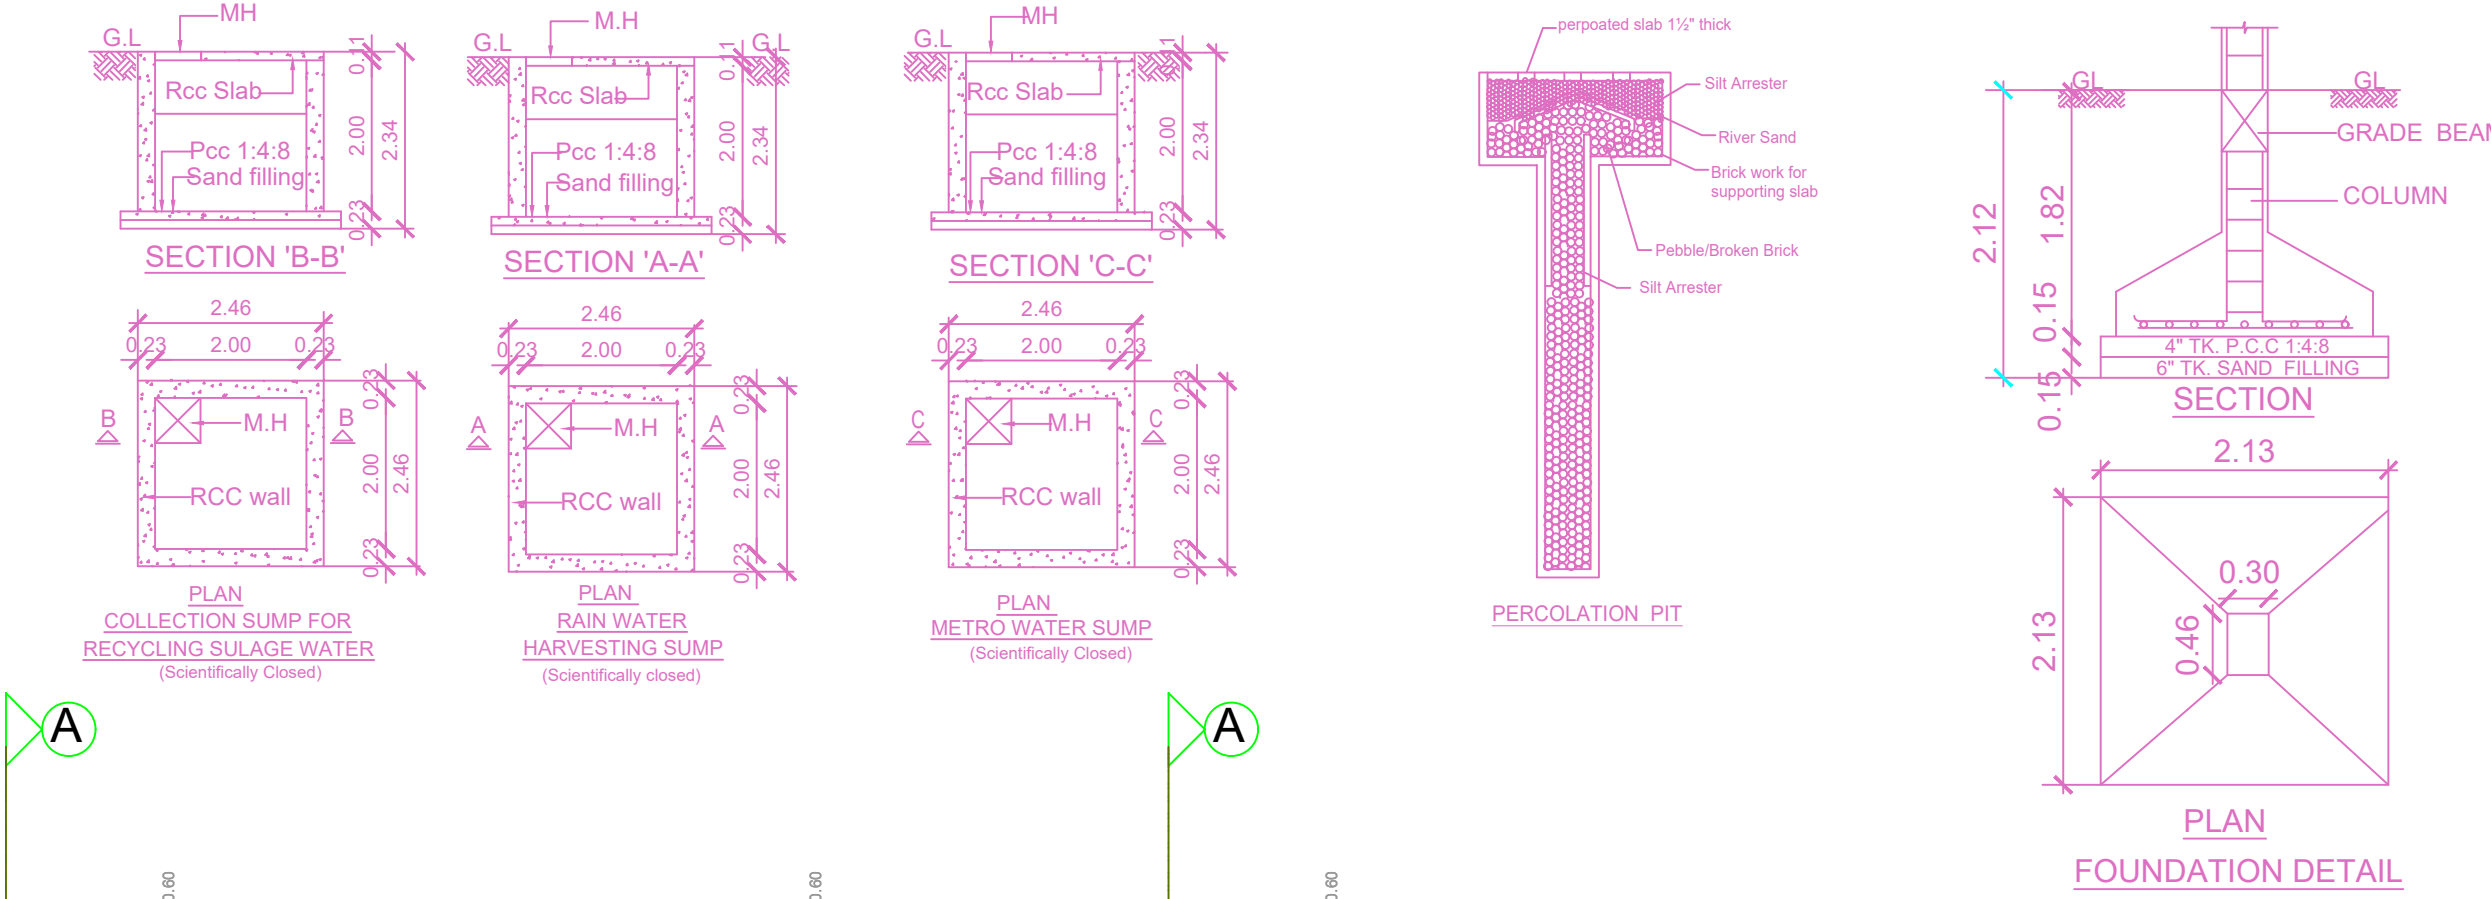 MH
G.L
Rcc Slab
Pcc 1:4:8
Sand filling
0.11
2.00
2.34
0.23
SECTION 'B-B'
M.H
G.L
G.L
Rcc Slab
Pcc 1:4:8
Sand filling
0.11
2.00
2.34
0.23
SECTION 'A-A'
MH
G.L
Rcc Slab
Pcc 1:4:8
Sand filling
2.00
2.34
0.23
SECTION 'C-C'
2.46
0.23
2.00
0.23
B
B
M.H
RCC wall
0.23
2.00
2.46
0.23
PLAN
COLLECTION SUMP FOR
RECYCLING SULAGE WATER
(Scientifically Closed)
2.46
0.23
2.00
0.23
A
A
M.H
RCC wall
0.23
2.00
2.46
0.23
PLAN
RAIN WATER
HARVESTING SUMP
(Scientifically closed)
2.46
0.23
2.00
0.23
C
C
M.H
RCC wall
0.23
2.00
2.46
0.23
PLAN
METRO WATER SUMP
(Scientifically Closed)
perpoated slab 1½" thick
Silt Arrester
River Sand
Brick work for
supporting slab
Pebble/Broken Brick
Silt Arrester
PERCOLATION PIT
GL
GL
GRADE BEAM
COLUMN
2.12
1.82
0.15
0.15
4" TK. P.C.C 1:4:8
6" TK. SAND FILLING
SECTION
2.13
2.13
0.30
0.46
PLAN
FOUNDATION DETAIL
A
A
0.60
0.60
0.60